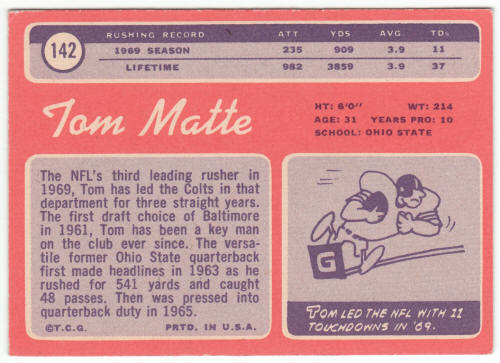 142
RUSHING RECORD ATT YDS AVG. TDs
1969 SEASON 235 909 3.9 11
LIFETIME 982 3859 3.9 37
Tom Matte
HT: 6'0" WT: 214
AGE: 31 YEARS PRO: 10
SCHOOL: OHIO STATE
The NFL's third leading rusher in
1969, Tom has led the Colts in that
department for three straight years.
The first draft choice of Baltimore
in 1961, Tom has been a key man
on the club ever since. The versa-
tile former Ohio State quarterback
first made headlines in 1963 as he
rushed for 541 yards and caught
48 passes. Then was pressed into
quarterback duty in 1965.
©T.C.G. PRTD. IN U.S.A.
G
TOM LED THE NFL WITH 11
TOUCHDOWNS IN '69.